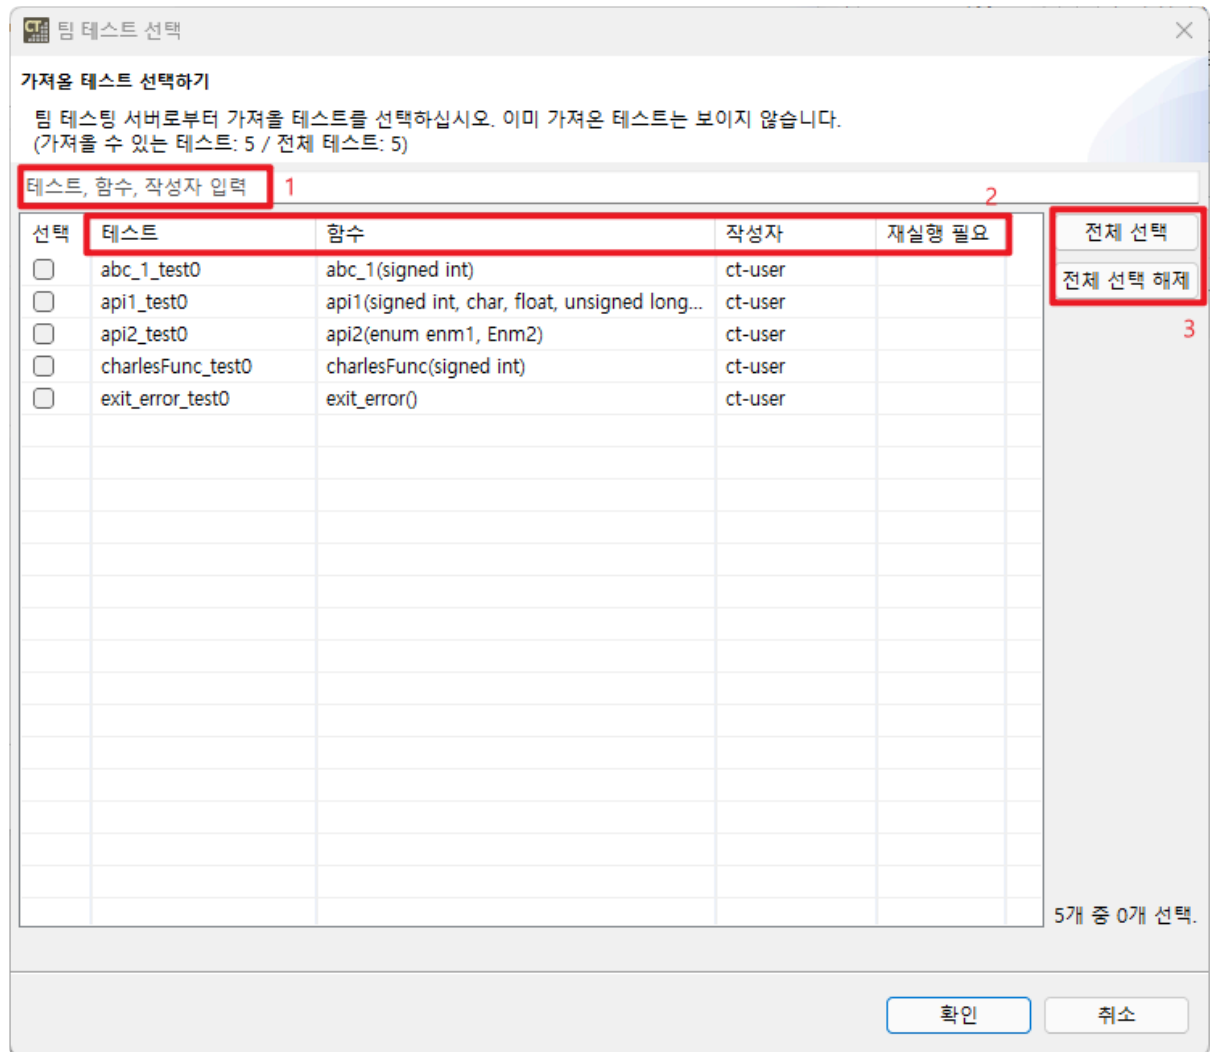 CT 팀 테스트 선택
가져올 테스트 선택하기
팀 테스팅 서버로부터 가져올 테스트를 선택하십시오. 이미 가져온 테스트는 보이지 않습니다.
(가져올 수 있는 테스트: 5 / 전체 테스트: 5)
테스트, 함수, 작성자 입력 1
2
선택 테스트 함수 작성자 재실행 필요 전체 선택
abc_1_test0 abc_1(signed int) ct-user
전체 선택 해제
api1_test0 api1(signed int, char, float, unsigned long... ct-user
3
api2_test0 api2(enum enm1, Enm2) ct-user
charlesFunc_test0 charlesFunc(signed int) ct-user
exit_error_test0 exit_error() ct-user
5개 중 0개 선택.
확인 취소